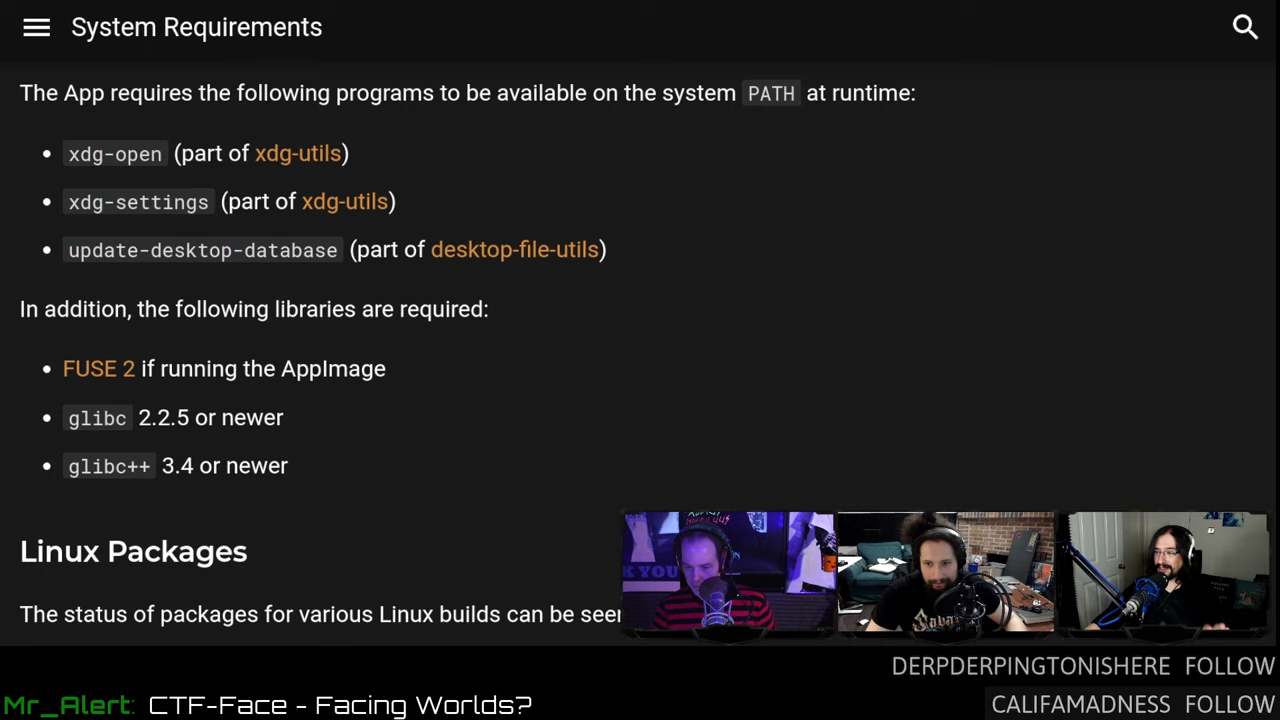 System Requirements
The App requires the following programs to be available on the system PATH at runtime:
• xdg-open (part of xdg-utils)
• xdg-settings (part of xdg-utils)
• update-desktop-database (part of desktop-file-utils)
In addition, the following libraries are required:
• FUSE 2 if running the AppImage
• glibc 2.2.5 or newer
• glibc++ 3.4 or newer
Linux Packages
The status of packages for various Linux builds can be seen
K YOU
DERPDERPINGTONISHERE FOLLOW
CALIFAMADNESS FOLLOW
Mr_Alert: CTF-Face - Facing Worlds?